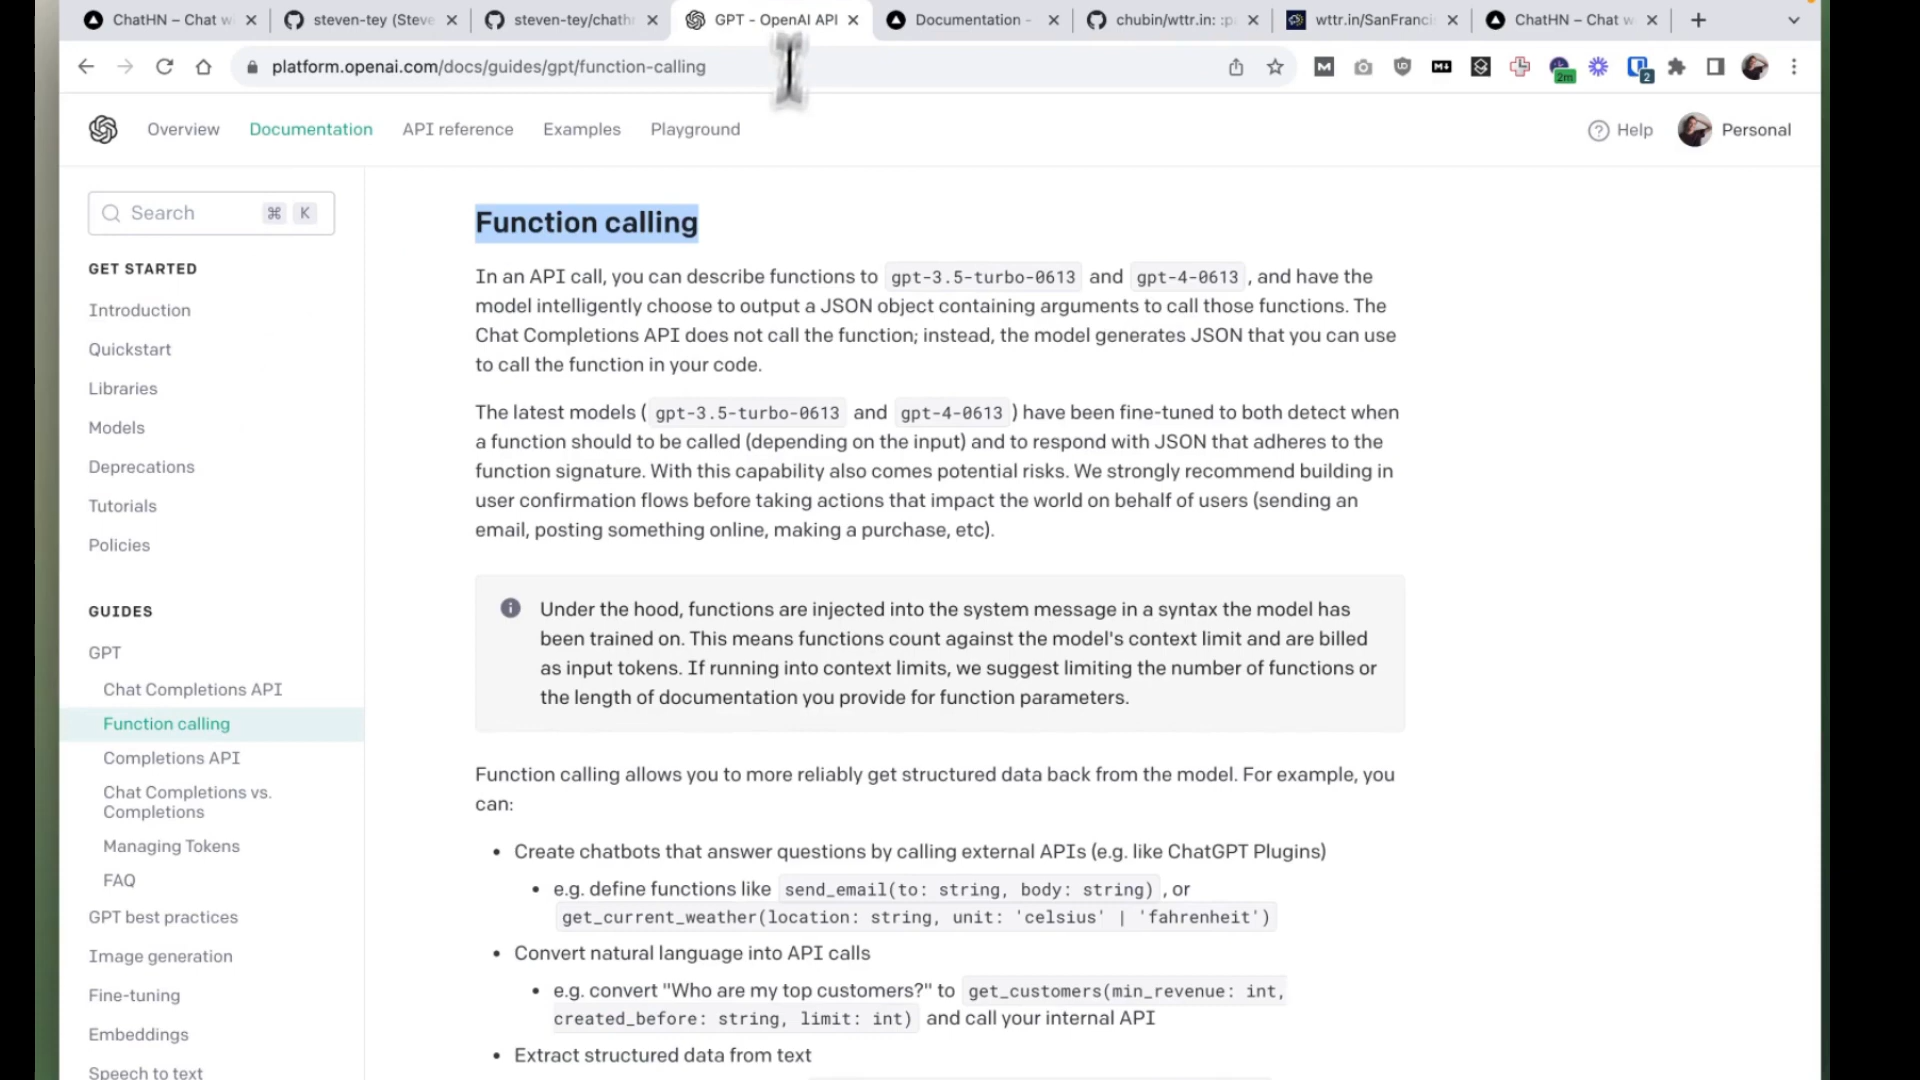 ChatHN – Chat w
steven-tey (Steve
steven-tey/chath
GPT - OpenAI API
Documentation -
chubin/wttr.in: :p
wttr.in/SanFranci
ChatHN – Chat w
platform.openai.com/docs/guides/gpt/function-calling
2m
2
Overview
Documentation
API reference
Examples
Playground
Help
Personal
Search
⌘ K
GET STARTED
Introduction
Quickstart
Libraries
Models
Deprecations
Tutorials
Policies
GUIDES
GPT
Chat Completions API
Function calling
Completions API
Chat Completions vs.
Completions
Managing Tokens
FAQ
GPT best practices
Image generation
Fine-tuning
Embeddings
Speech to text
Function calling
In an API call, you can describe functions to gpt-3.5-turbo-0613 and gpt-4-0613 , and have the
model intelligently choose to output a JSON object containing arguments to call those functions. The
Chat Completions API does not call the function; instead, the model generates JSON that you can use
to call the function in your code.
The latest models ( gpt-3.5-turbo-0613 and gpt-4-0613 ) have been fine-tuned to both detect when
a function should to be called (depending on the input) and to respond with JSON that adheres to the
function signature. With this capability also comes potential risks. We strongly recommend building in
user confirmation flows before taking actions that impact the world on behalf of users (sending an
email, posting something online, making a purchase, etc).
Under the hood, functions are injected into the system message in a syntax the model has
been trained on. This means functions count against the model's context limit and are billed
as input tokens. If running into context limits, we suggest limiting the number of functions or
the length of documentation you provide for function parameters.
Function calling allows you to more reliably get structured data back from the model. For example, you
can:
• Create chatbots that answer questions by calling external APIs (e.g. like ChatGPT Plugins)
• e.g. define functions like send_email(to: string, body: string) , or
get_current_weather(location: string, unit: 'celsius' | 'fahrenheit')
• Convert natural language into API calls
• e.g. convert "Who are my top customers?" to get_customers(min_revenue: int,
created_before: string, limit: int) and call your internal API
• Extract structured data from text